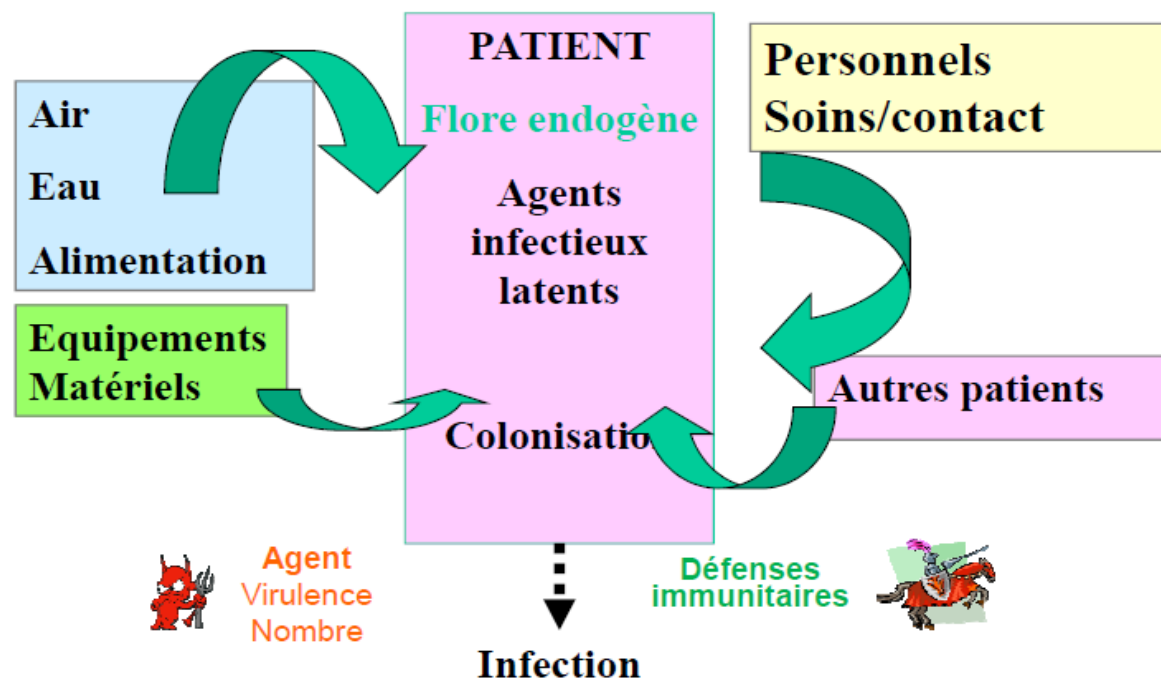 PATIENT
Flore endogène
Agents
infectieux
latents
Colonisation
Air
Eau
Alimentation
Equipements
Matériels
Personnels
Soins/contact
Autres patients
Agent
Virulence
Nombre
Défenses
immunitaires
Infection